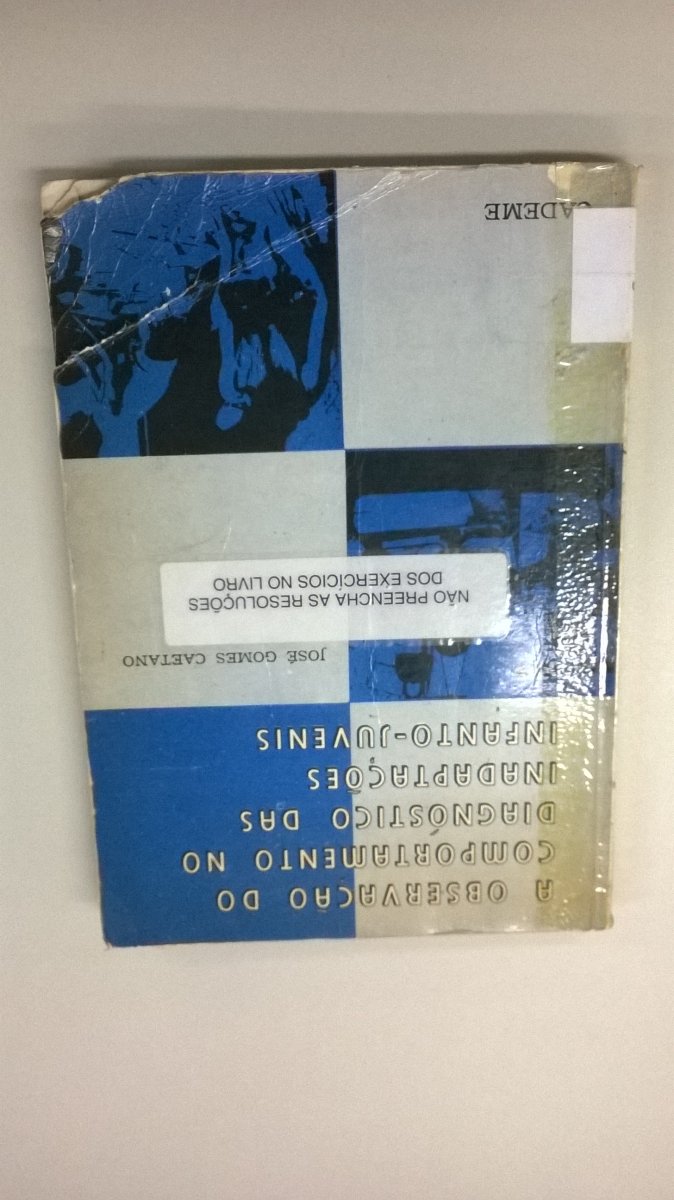 A OBSERVAÇÃO DO
COMPORTAMENTO NO
DIAGNÓSTICO DAS
INADAPTAÇÕES
INFANTO-JUVENIS
JOSÉ GOMES CAETANO
NÃO PREENCHA AS RESOLUÇÕES
DOS EXERCÍCIOS NO LIVRO